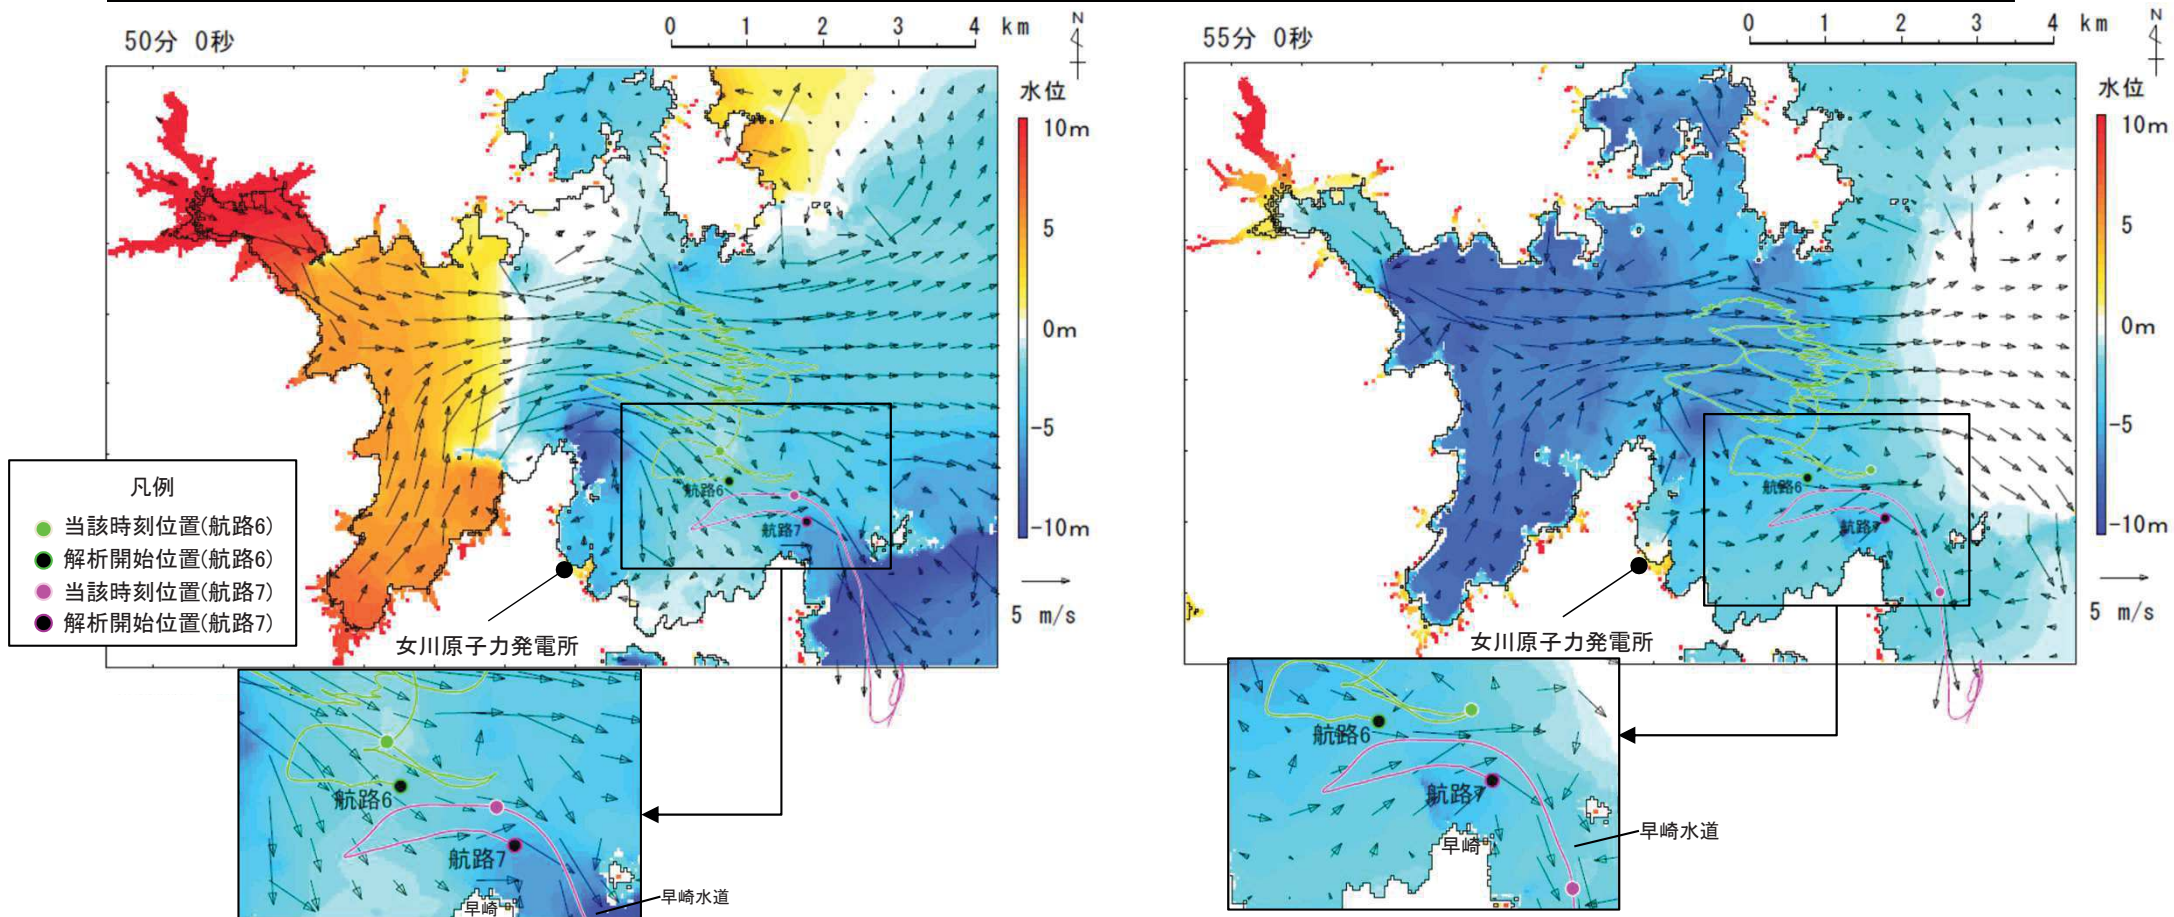 50分 0秒
0 1 2 3 4 km
N
水位
10m
5
0m
-5
-10m
5 m/s
航路6
航路7
女川原子力発電所
凡例
当該時刻位置(航路6)
解析開始位置(航路6)
当該時刻位置(航路7)
解析開始位置(航路7)
航路6
航路7
早崎
早崎水道
55分 0秒
0 1 2 3 4 km
N
水位
10m
5
0m
-5
-10m
5 m/s
航路6
航路7
女川原子力発電所
航路6
航路7
早崎
早崎水道